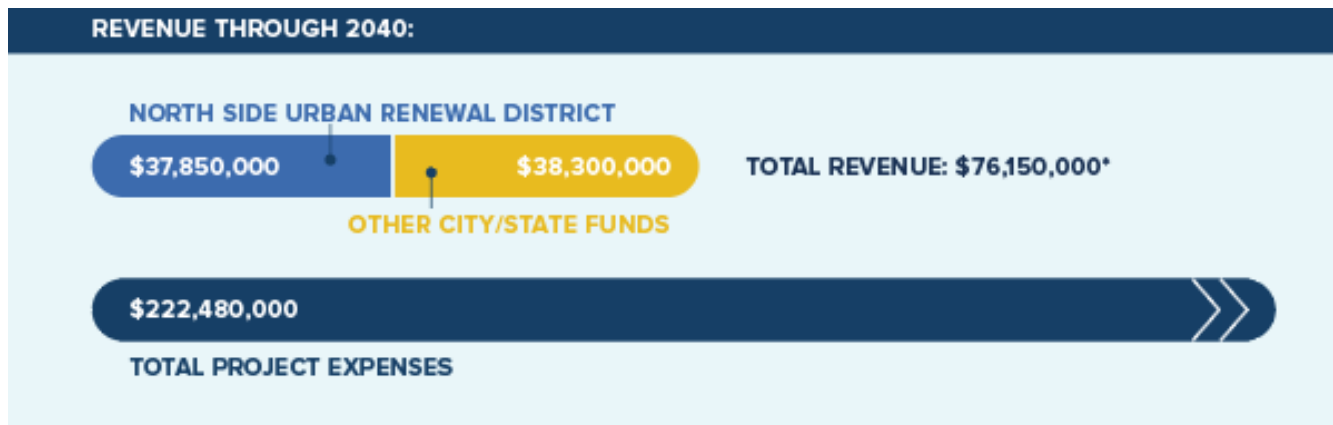 REVENUE THROUGH 2040:
NORTH SIDE URBAN RENEWAL DISTRICT
$37,850,000
$38,300,000
TOTAL REVENUE: $76,150,000*
OTHER CITY/STATE FUNDS
$222,480,000
TOTAL PROJECT EXPENSES